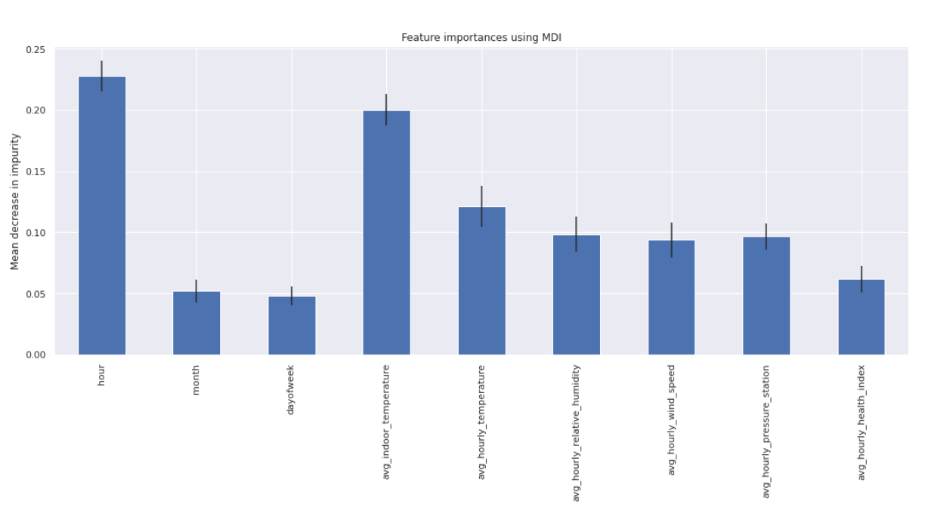 Feature importances using MDI
Mean decrease in impurity
0.25
0.20
0.15
0.10
0.05
0.00
hour
month
dayofweek
avg_indoor_temperature
avg_hourly_temperature
avg_hourly_relative_humidity
avg_hourly_wind_speed
avg_hourly_pressure_station
avg_hourly_health_index